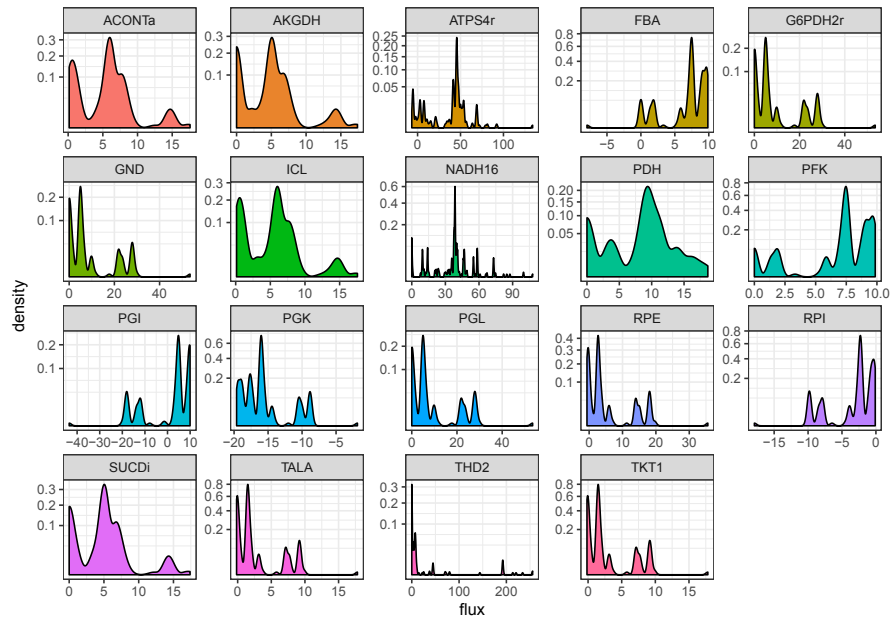 ACONTa AKGDH ATPS4r FBA G6PDH2r
0.3 0.2 0.1 0.3 0.2 0.1 0.25 0.20 0.15 0.10 0.05 0.8 0.6 0.4 0.2 0.2 0.1
0 5 10 15 0 5 10 15 0 50 100 −5 0 5 10 0 20 40
GND ICL NADH16 PDH PFK
0.2 0.1 0.3 0.2 0.1 0.6 0.4 0.2 0.20 0.15 0.10 0.05 0.8 0.6 0.4 0.2
0 20 40 0 5 10 15 0 30 60 90 0 5 10 15 0.0 2.5 5.0 7.5 10.0
density
PGI PGK PGL RPE RPI
0.2 0.1 0.6 0.4 0.2 0.2 0.1 0.4 0.3 0.2 0.1 0.8 0.6 0.4 0.2
−40 −30 −20 −10 0 10 −20 −15 −10 −5 0 20 40 0 10 20 30 −15 −10 −5 0
SUCDi TALA THD2 TKT1
0.3 0.2 0.1 0.8 0.6 0.4 0.2 0.3 0.2 0.1 0.8 0.6 0.4 0.2
0 5 10 15 0 5 10 15 0 100 200 0 5 10 15
flux